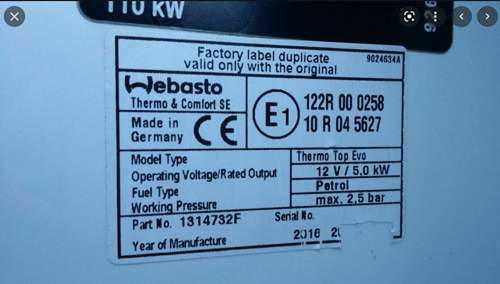 110 kW
926
Factory label duplicate
valid only with the original
9024634A
Webasto
Thermo & Comfort SE
Made in
Germany
CE
E1
122R 00 0258
10 R 04 5627
Model Type Thermo Top Evo
Operating Voltage/Rated Output 12 V / 5,0 kW
Fuel Type Petrol
Working Pressure max. 2,5 bar
Part No. 1314732F Serial No.
Year of Manufacture 2016